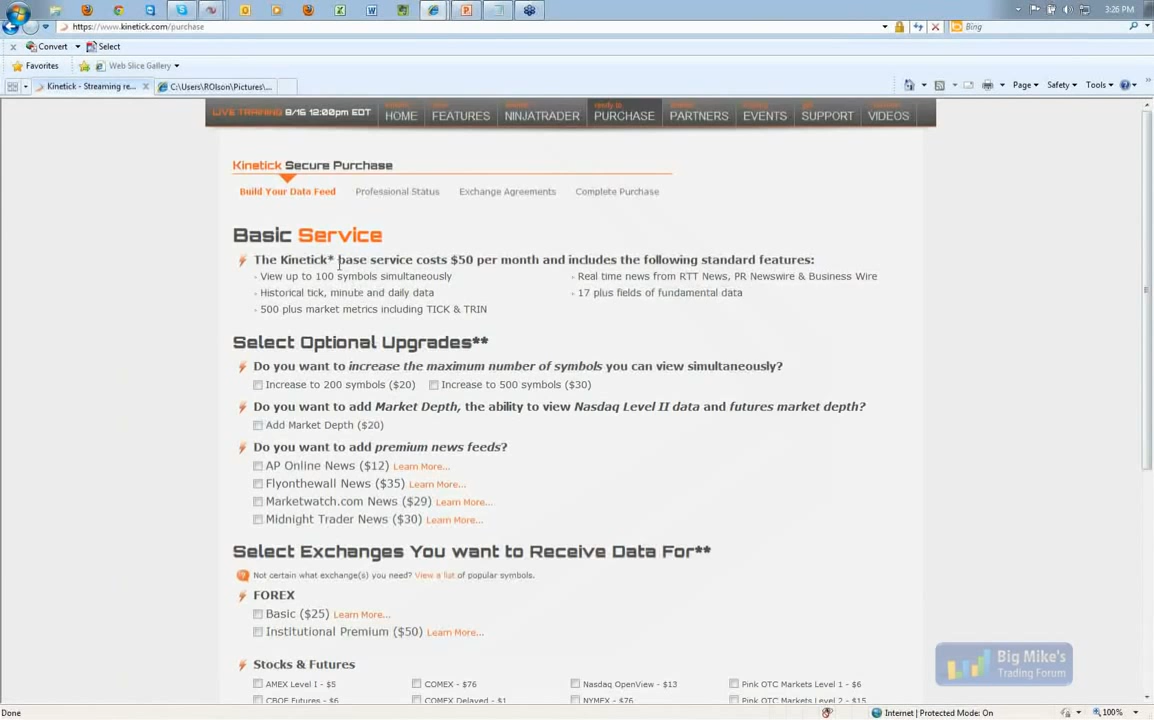 3:26 PM
https://www.kinetick.com/purchase
Bing
Convert Select
Favorites Web Slice Gallery
Kinetick - Streaming re... C:\Users\ROlson\Pictures\...
Page Safety Tools
LIVE TRAINING 8/16 12:00pm EDT
HOME FEATURES NINJATRADER PURCHASE PARTNERS EVENTS SUPPORT VIDEOS
Kinetick Secure Purchase
Build Your Data Feed Professional Status Exchange Agreements Complete Purchase
Basic Service
The Kinetick* base service costs $50 per month and includes the following standard features:
View up to 100 symbols simultaneously
Real time news from RTT News, PR Newswire & Business Wire
Historical tick, minute and daily data
17 plus fields of fundamental data
500 plus market metrics including TICK & TRIN
Select Optional Upgrades**
Do you want to increase the maximum number of symbols you can view simultaneously?
Increase to 200 symbols ($20) Increase to 500 symbols ($30)
Do you want to add Market Depth, the ability to view Nasdaq Level II data and futures market depth?
Add Market Depth ($20)
Do you want to add premium news feeds?
AP Online News ($12) Learn More...
Flyonthewall News ($35) Learn More...
Marketwatch.com News ($29) Learn More...
Midnight Trader News ($30) Learn More...
Select Exchanges You want to Receive Data For**
Not certain what exchange(s) you need? View a list of popular symbols.
FOREX
Basic ($25) Learn More...
Institutional Premium ($50) Learn More...
Stocks & Futures
AMEX Level I - $5 COMEX - $76 Nasdaq OpenView - $13 Pink OTC Markets Level 1 - $6
CBOE Futures - $6 COMEX Delayed - $1 NYMEX - $76 Pink OTC Markets Level 2 - $15
Big Mike's
Trading Forum
Done
Internet | Protected Mode: On
100%